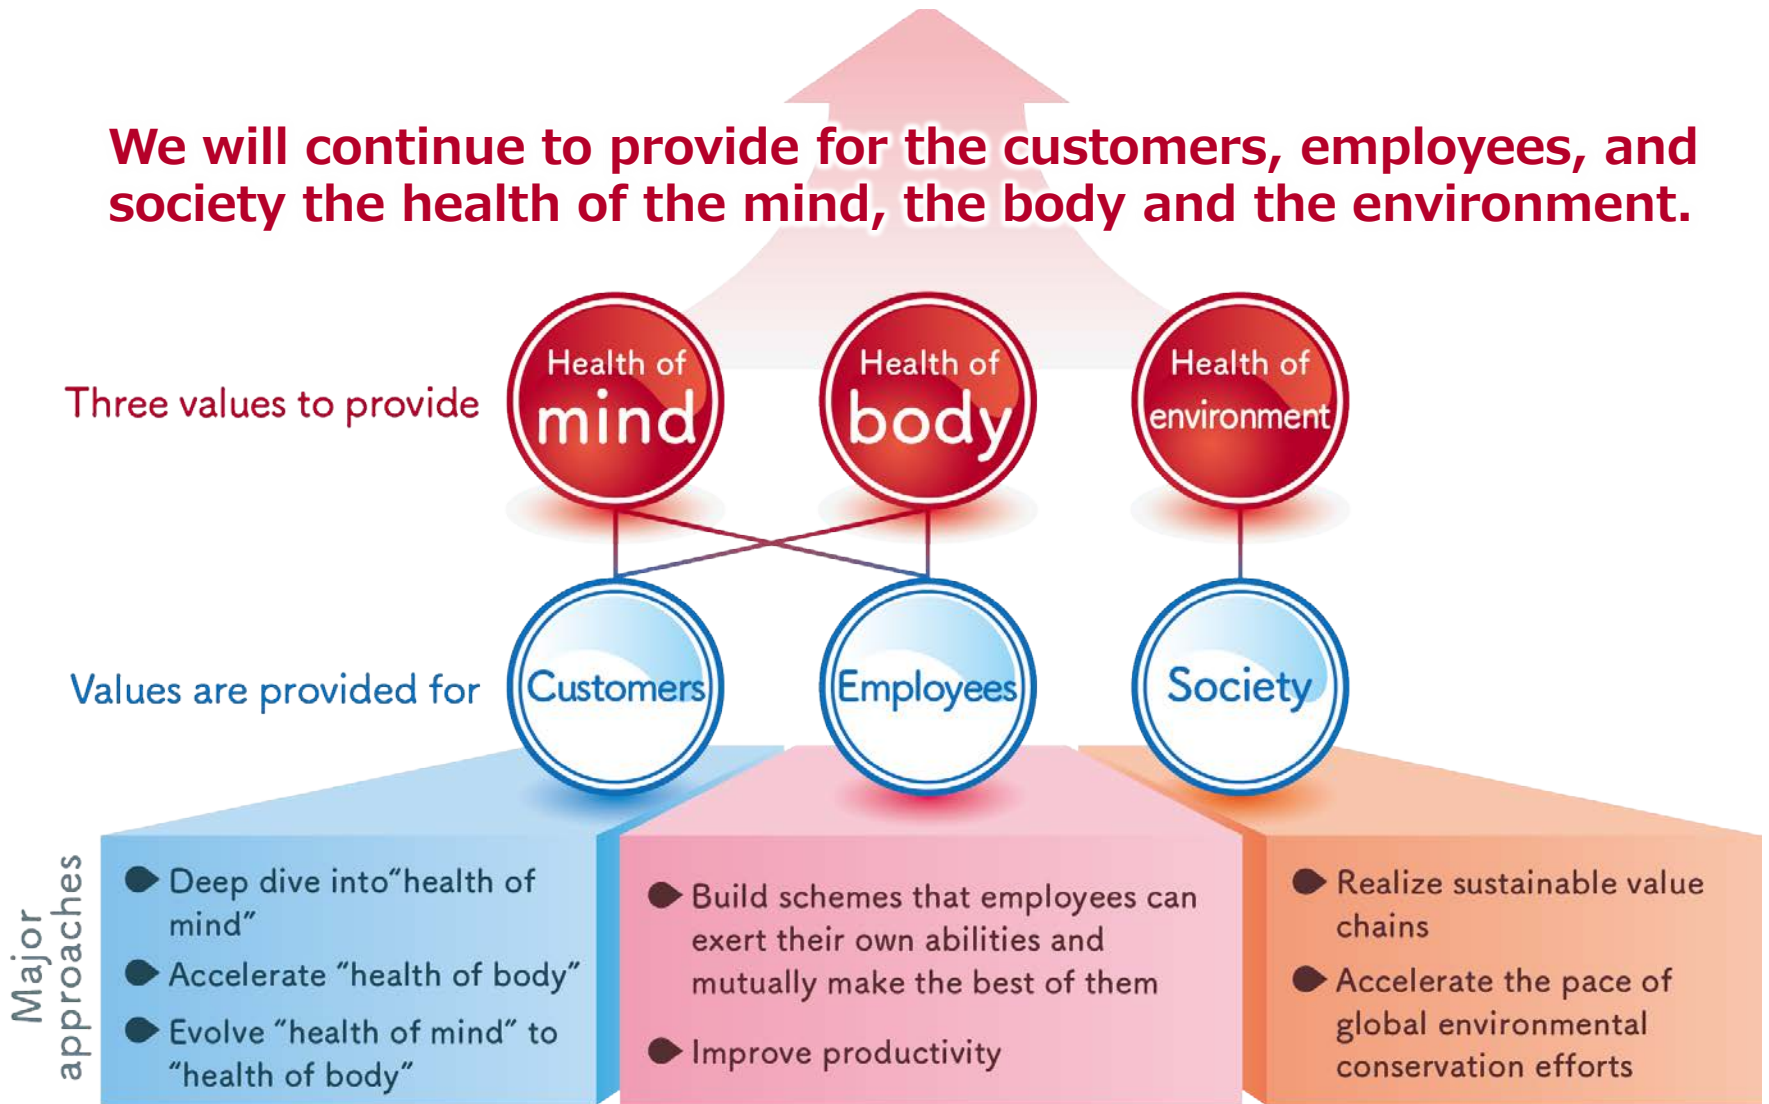 We will continue to provide for the customers, employees, and
society the health of the mind, the body and the environment.
Three values to provide
Health of
mind
Health of
body
Health of
environment
Values are provided for
Customers
Employees
Society
Major
approaches
Deep dive into“health of
mind”
Accelerate “health of body”
Evolve “health of mind” to
“health of body”
Build schemes that employees can
exert their own abilities and
mutually make the best of them
Improve productivity
Realize sustainable value
chains
Accelerate the pace of
global environmental
conservation efforts